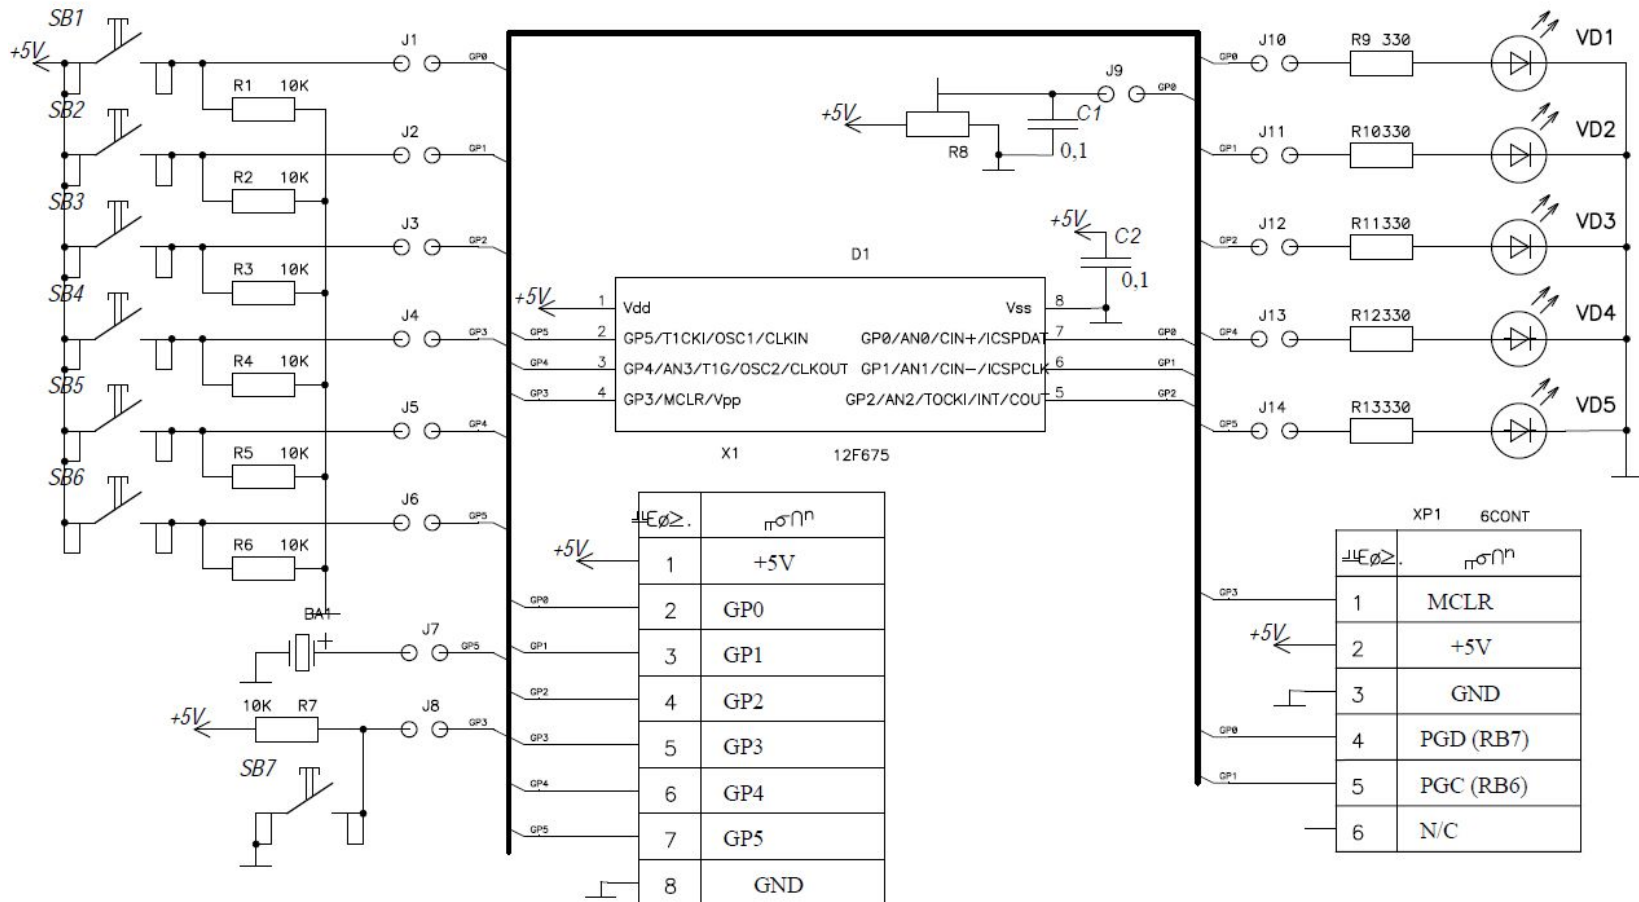 SB1
+5V
J1
GP0
R1 10K
SB2
J2
GP1
R2 10K
SB3
J3
GP2
R3 10K
SB4
J4
GP3
R4 10K
SB5
J5
GP4
R5 10K
SB6
J6
GP5
R6 10K
BA1
+
J7
GP5
10K R7
+5V
J8
GP3
SB7
J9
GP0
+5V
C1
R8
0,1
+5V
C2
0,1
D1
+5V
1 Vdd
Vss 8
GP5
2 GP5/T1CKI/OSC1/CLKIN
GP0/AN0/CIN+/ICSPDAT 7
GP0
GP4
3 GP4/AN3/T1G/OSC2/CLKOUT
GP1/AN1/CIN−/ICSPCLK 6
GP1
GP3
4 GP3/MCLR/Vpp
GP2/AN2/TOCKI/INT/COUT 5
GP2
X1
12F675
+5V
1 +5V
GP0
2 GP0
GP1
3 GP1
GP2
4 GP2
GP3
5 GP3
GP4
6 GP4
GP5
7 GP5
8 GND
GP0
J10
R9 330
VD1
GP1
J11
R10330
VD2
GP2
J12
R11330
VD3
GP4
J13
R12330
VD4
GP5
J14
R13330
VD5
XP1 6CONT
GP3
1 MCLR
+5V
2 +5V
3 GND
GP0
4 PGD (RB7)
GP1
5 PGC (RB6)
6 N/C